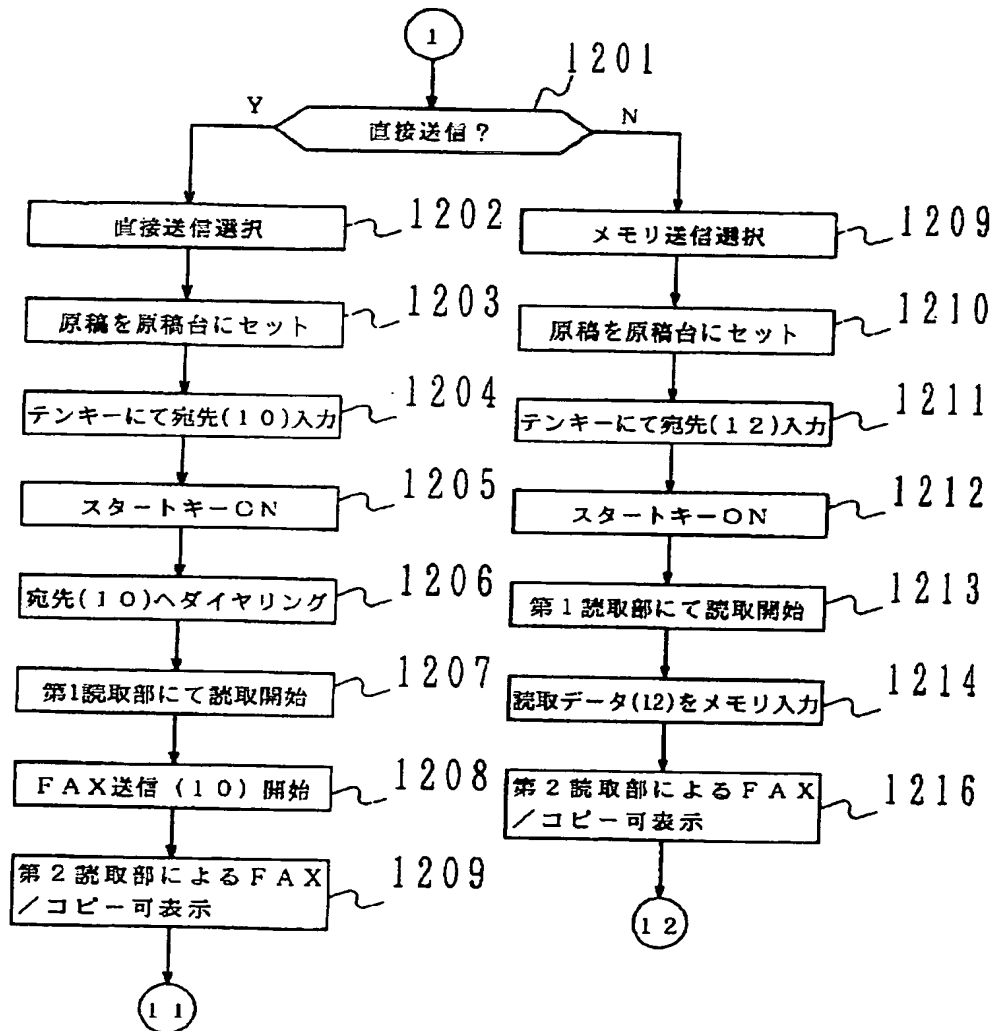 1
1201
Y
直接送信？
N
直接送信選択
1202
原稿を原稿台にセット
1203
テンキーにて宛先(10)入力
1204
スタートキーON
1205
宛先(10)へダイヤリング
1206
第1読取部にて読取開始
1207
FAX送信(10)開始
1208
第2読取部によるFAX
／コピー可表示
1209
11
メモリ送信選択
1209
原稿を原稿台にセット
1210
テンキーにて宛先(12)入力
1211
スタートキーON
1212
第1読取部にて読取開始
1213
読取データ(12)をメモリ入力
1214
第2読取部によるFAX
／コピー可表示
1216
12